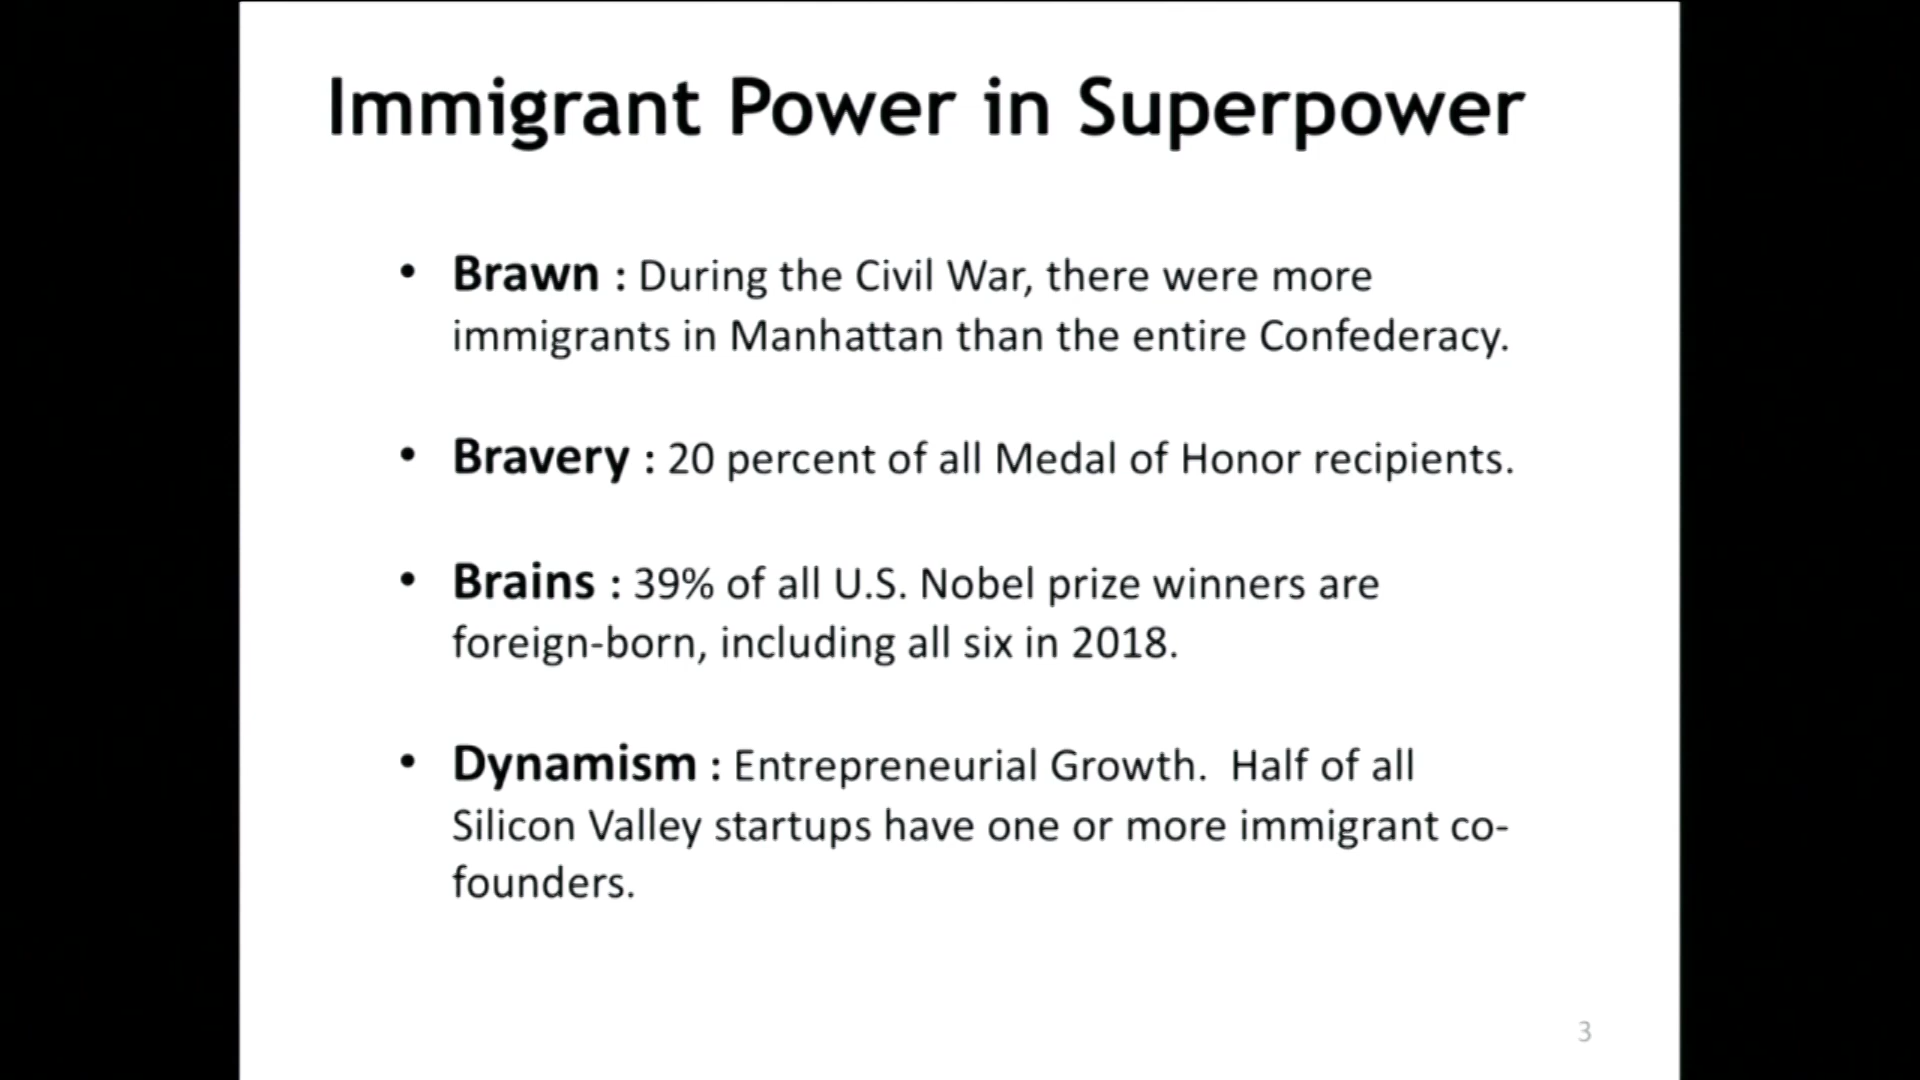 Immigrant Power in Superpower
• Brawn : During the Civil War, there were more
immigrants in Manhattan than the entire Confederacy.
• Bravery : 20 percent of all Medal of Honor recipients.
• Brains : 39% of all U.S. Nobel prize winners are
foreign-born, including all six in 2018.
• Dynamism : Entrepreneurial Growth.  Half of all
Silicon Valley startups have one or more immigrant co-
founders.
3